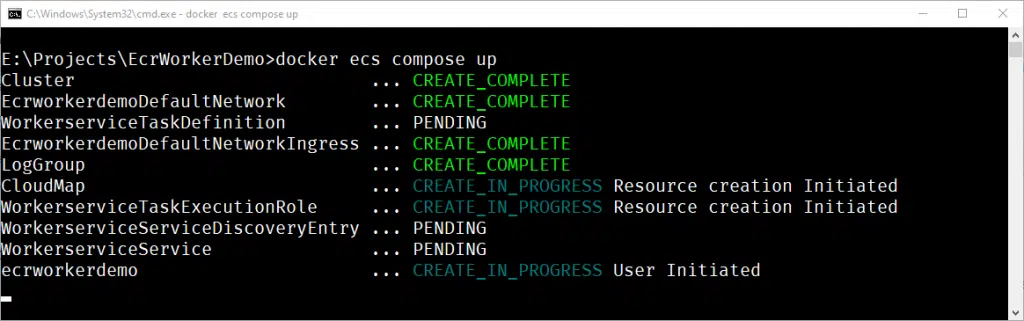 C:\Windows\System32\cmd.exe - docker  ecs compose up
E:\Projects\EcrWorkerDemo>docker ecs compose up
Cluster                            ... CREATE_COMPLETE
EcrworkerdemoDefaultNetwork        ... CREATE_COMPLETE
WorkerserviceTaskDefinition        ... PENDING
EcrworkerdemoDefaultNetworkIngress ... CREATE_COMPLETE
LogGroup                           ... CREATE_COMPLETE
CloudMap                           ... CREATE_IN_PROGRESS Resource creation Initiated
WorkerserviceTaskExecutionRole     ... CREATE_IN_PROGRESS Resource creation Initiated
WorkerserviceServiceDiscoveryEntry ... PENDING
WorkerserviceService               ... PENDING
ecrworkerdemo                      ... CREATE_IN_PROGRESS User Initiated